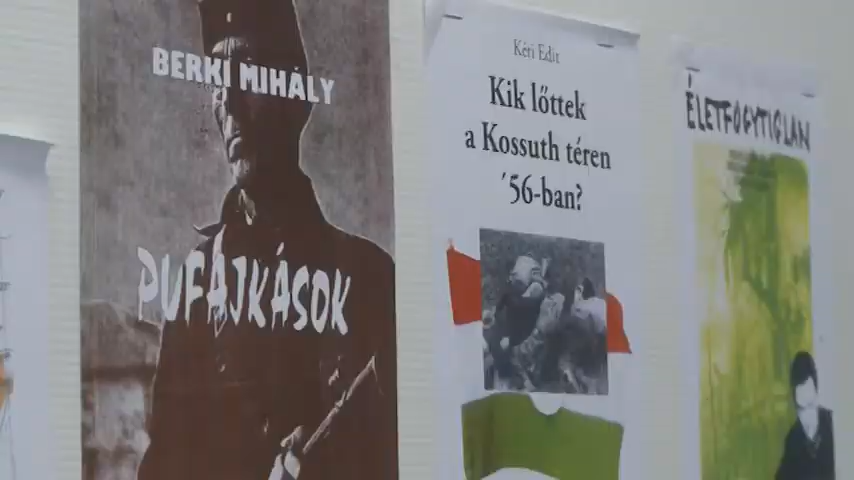 BERKI MIHÁLY
PUFAJKÁSOK
Kéri Edit
Kik lőttek
a Kossuth téren
'56-ban?
ÉLETFOGYTIGLAN